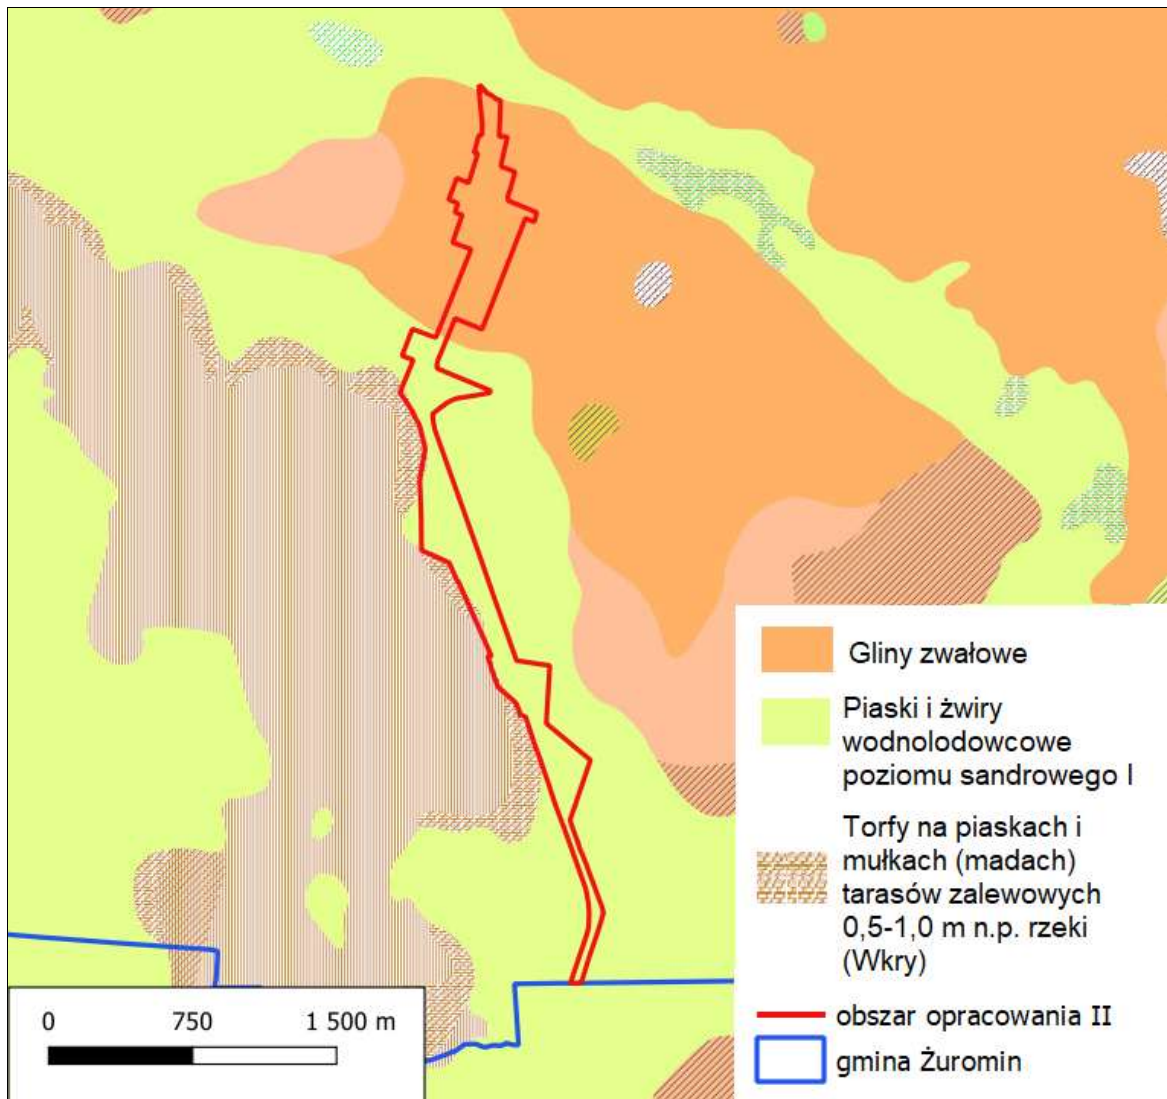 Gliny zwałowe
Piaski i żwiry
wodnolodowcowe
poziomu sandrowego I
Torfy na piaskach i
mułkach (madach)
tarasów zalewowych
0,5-1,0 m n.p. rzeki
(Wkry)
obszar opracowania II
gmina Żuromin
0 750 1 500 m